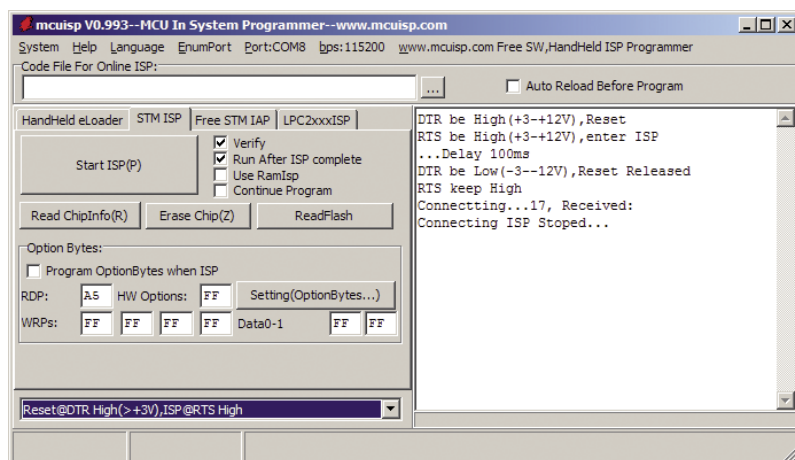 mcuisp V0.993--MCU In System Programmer--www.mcuisp.com
System Help Language EnumPort Port:COM8 bps:115200 www.mcuisp.com Free SW,HandHeld ISP Programmer
Code File For Online ISP:
... Auto Reload Before Program
HandHeld eLoader STM ISP Free STM IAP LPC2xxxISP
Start ISP(P)
Verify
Run After ISP complete
Use RamIsp
Continue Program
Read ChipInfo(R) Erase Chip(Z) ReadFlash
Option Bytes:
Program OptionBytes when ISP
RDP: A5 HW Options: FF Setting(OptionBytes...)
WRPs: FF FF FF FF Data0-1 FF FF
Reset@DTR High(>+3V),ISP@RTS High
DTR be High(+3-+12V),Reset
RTS be High(+3-+12V),enter ISP
...Delay 100ms
DTR be Low(-3--12V),Reset Released
RTS keep High
Connectting...17, Received:
Connecting ISP Stoped...